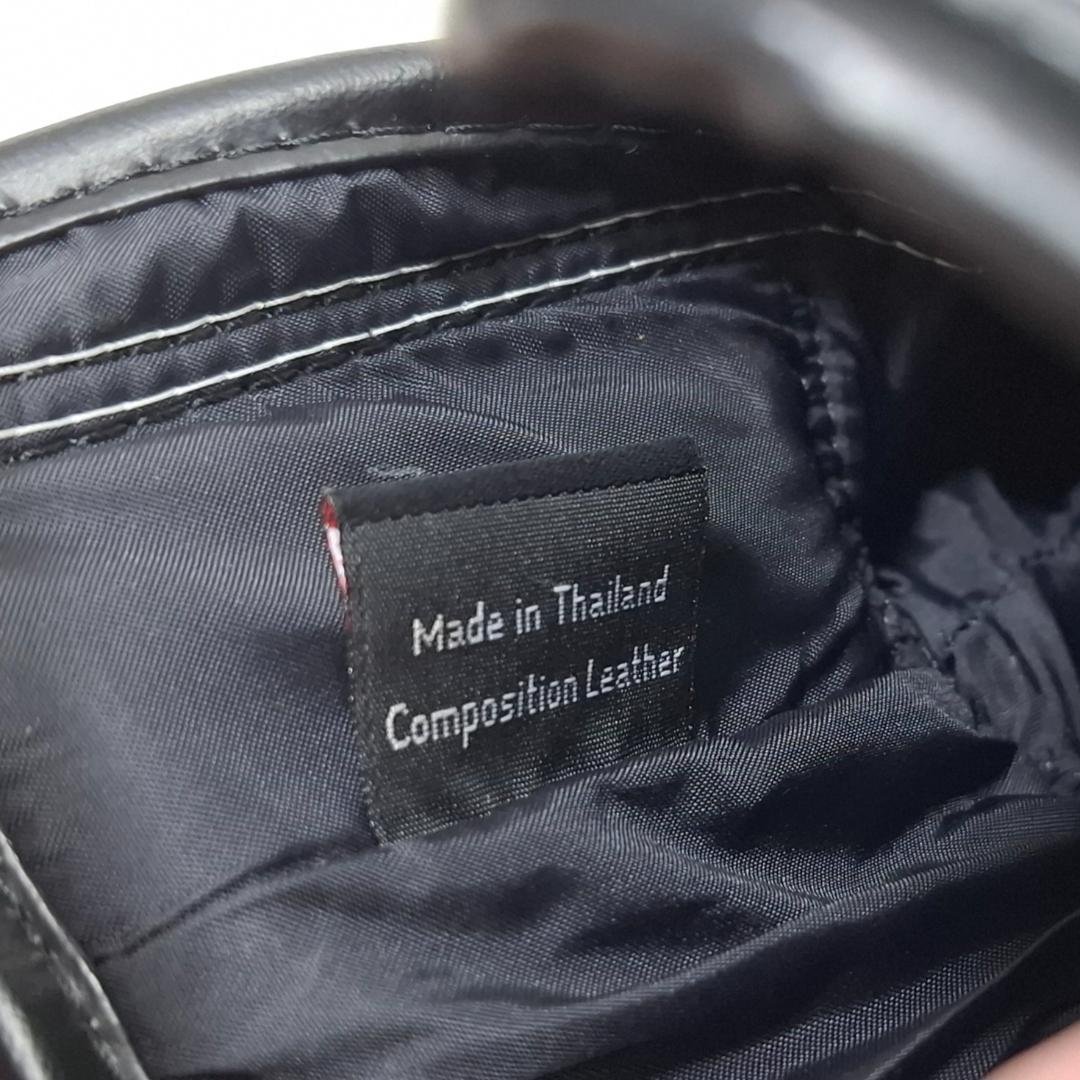 Made in Thailand
Composition Leather